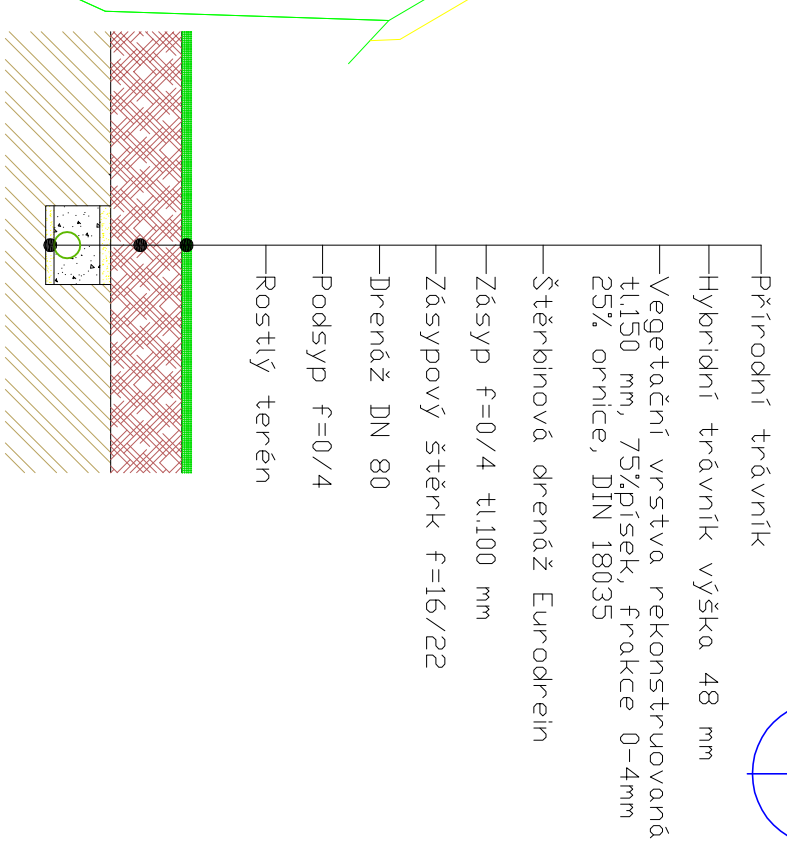 Přírodní trávník
Hybridní trávník výška 48 mm
Vegetační vrstva rekonstruovaná
tl.150 mm, 75%písek, frakce 0-4mm
25% ornice, DIN 18035
Štěrbinová drenáž Eurodrein
Zásyp f=0/4 tl.100 mm
Zásypový štěrk f=16/22
Drenáž DN 80
Podsyp f=0/4
Rostlý terén